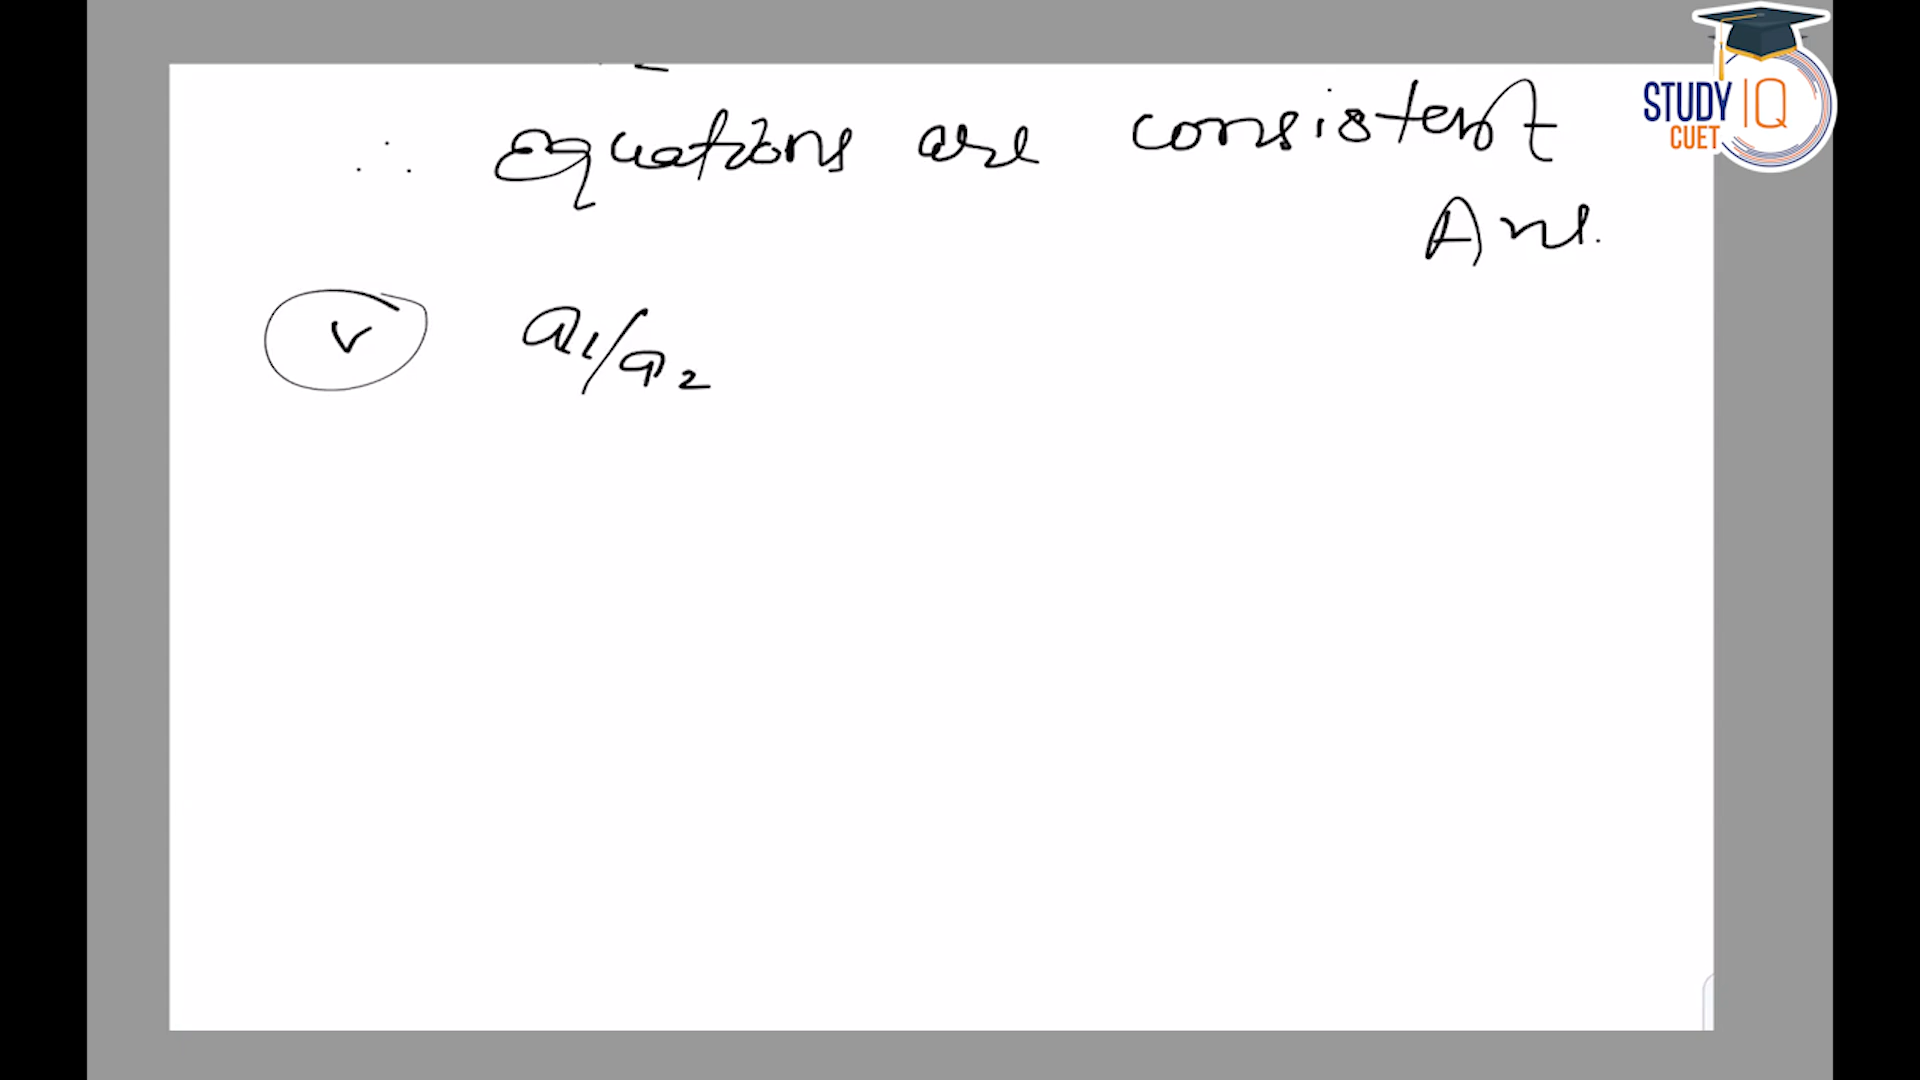 STUDY IQ
CUET
∴ equations are consistent
Ans.
v a1/a2